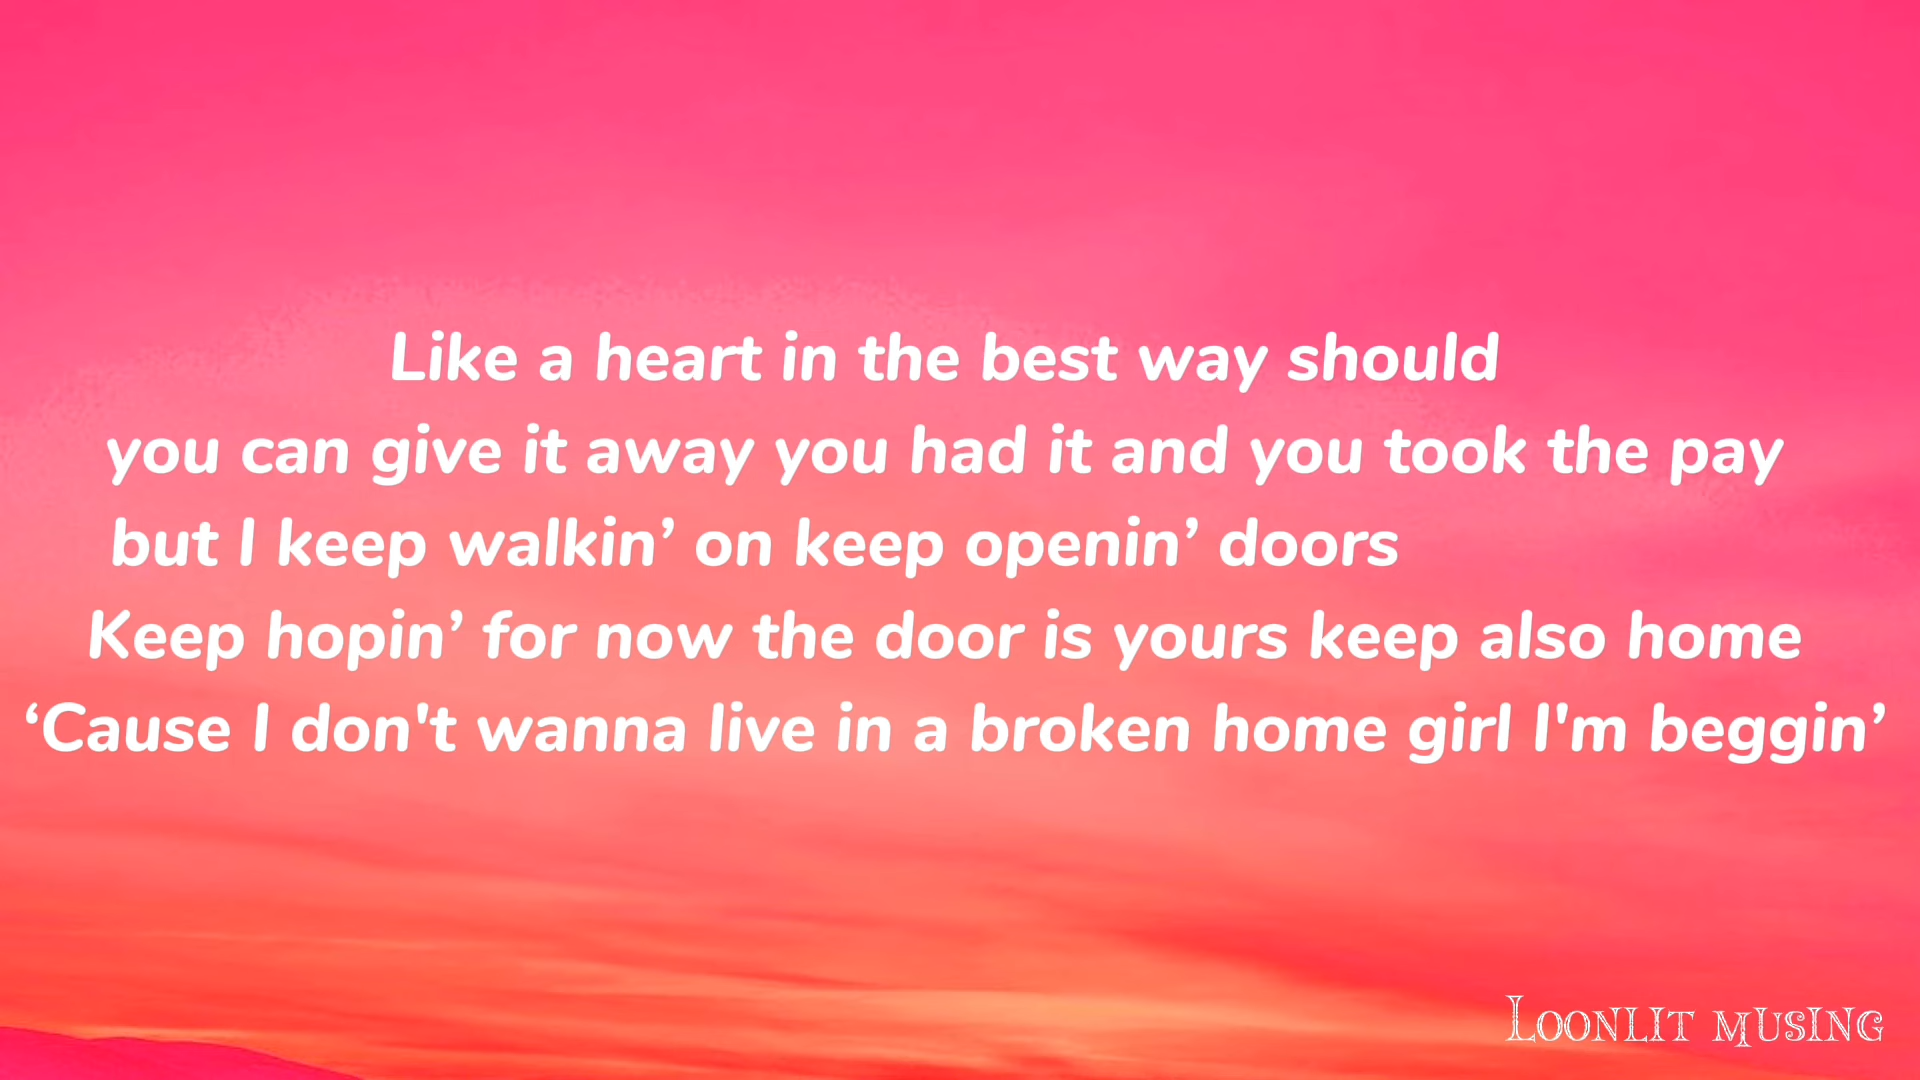 Like a heart in the best way should
you can give it away you had it and you took the pay
but I keep walkin’ on keep openin’ doors
Keep hopin’ for now the door is yours keep also home
‘Cause I don't wanna live in a broken home girl I'm beggin’
Loonlit musing